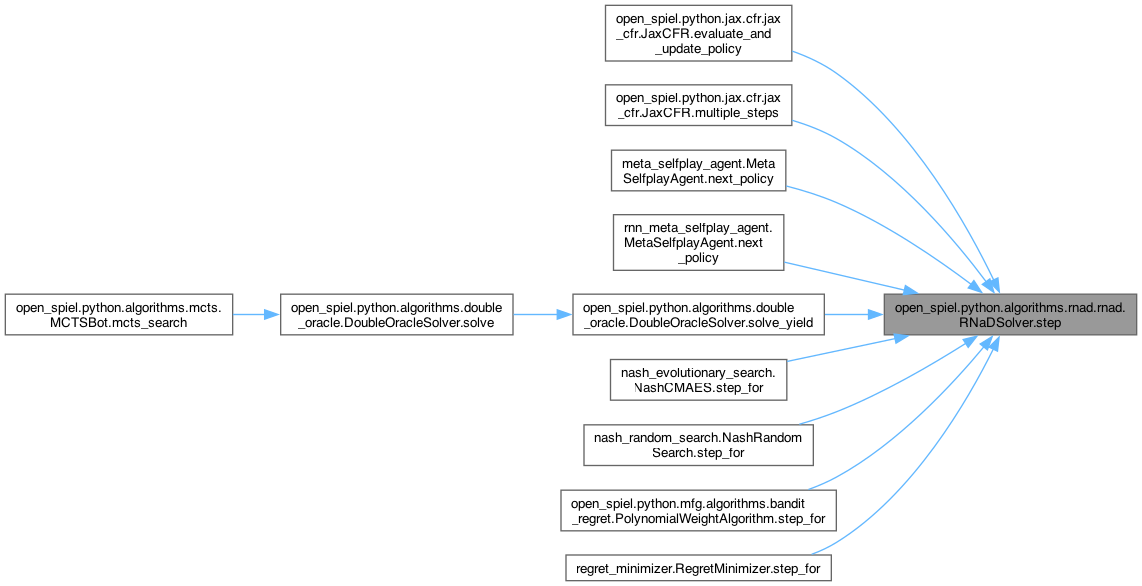 open_spiel.python.jax.cfr.jax
_cfr.JaxCFR.evaluate_and
_update_policy
open_spiel.python.jax.cfr.jax
_cfr.JaxCFR.multiple_steps
meta_selfplay_agent.Meta
SelfplayAgent.next_policy
rnn_meta_selfplay_agent.
MetaSelfplayAgent.next
_policy
open_spiel.python.algorithms.mcts.
MCTSBot.mcts_search
open_spiel.python.algorithms.double
_oracle.DoubleOracleSolver.solve
open_spiel.python.algorithms.double
_oracle.DoubleOracleSolver.solve_yield
open_spiel.python.algorithms.rnad.rnad.
RNaDSolver.step
nash_evolutionary_search.
NashCMAES.step_for
nash_random_search.NashRandom
Search.step_for
open_spiel.python.mfg.algorithms.bandit
_regret.PolynomialWeightAlgorithm.step_for
regret_minimizer.RegretMinimizer.step_for